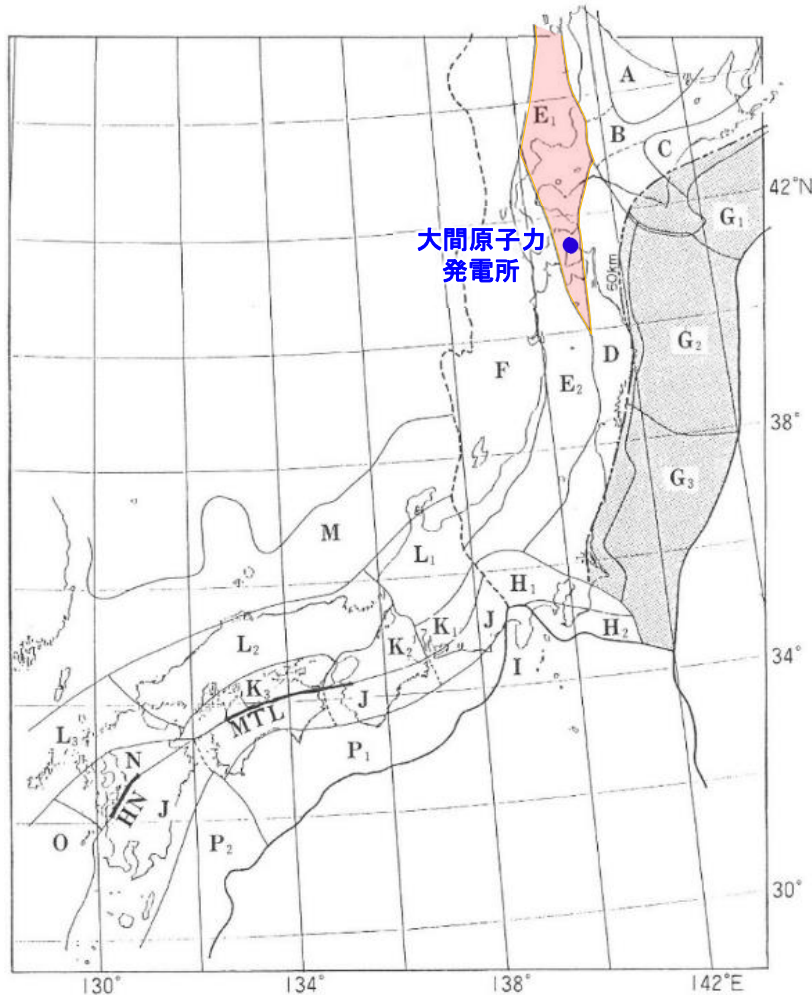 A
E₁
B
C
42°N
G₁
大間原子力
発電所
50km
G₂
D
F
E₂
38°
G₃
M
L₁
H₁
K₁
J
H₂
L₂
K₂
34°
I
K₃
J
MTL
L₃
P₁
N
HN
J
O
P₂
30°
130°
134°
138°
142°E